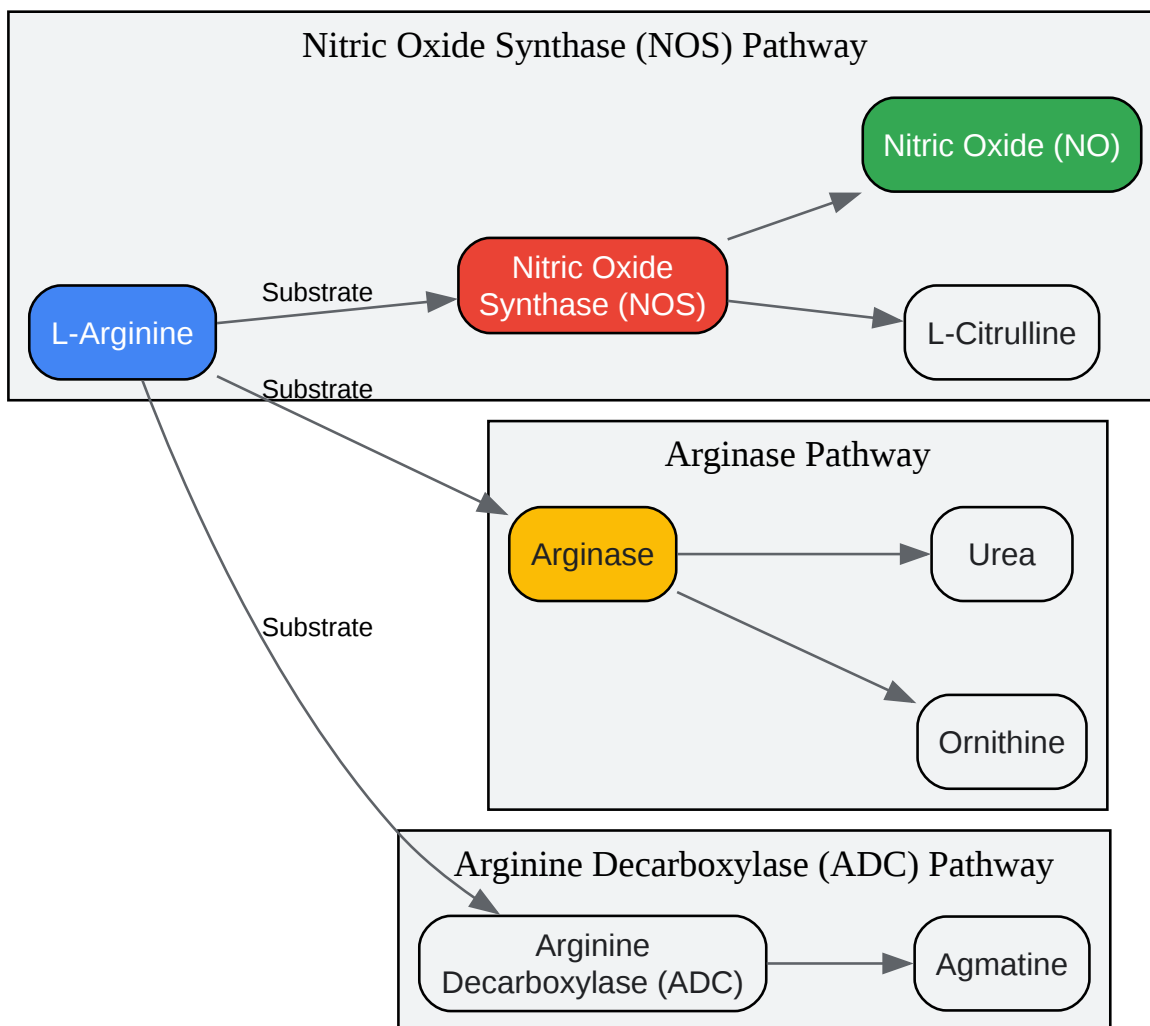 Nitric Oxide Synthase (NOS) Pathway
Nitric Oxide (NO)
Nitric Oxide
Synthase (NOS)
Substrate
L-Arginine
L-Citrulline
Substrate
Arginase Pathway
Arginase
Urea
Substrate
Ornithine
Arginine Decarboxylase (ADC) Pathway
Arginine
Decarboxylase (ADC)
Agmatine